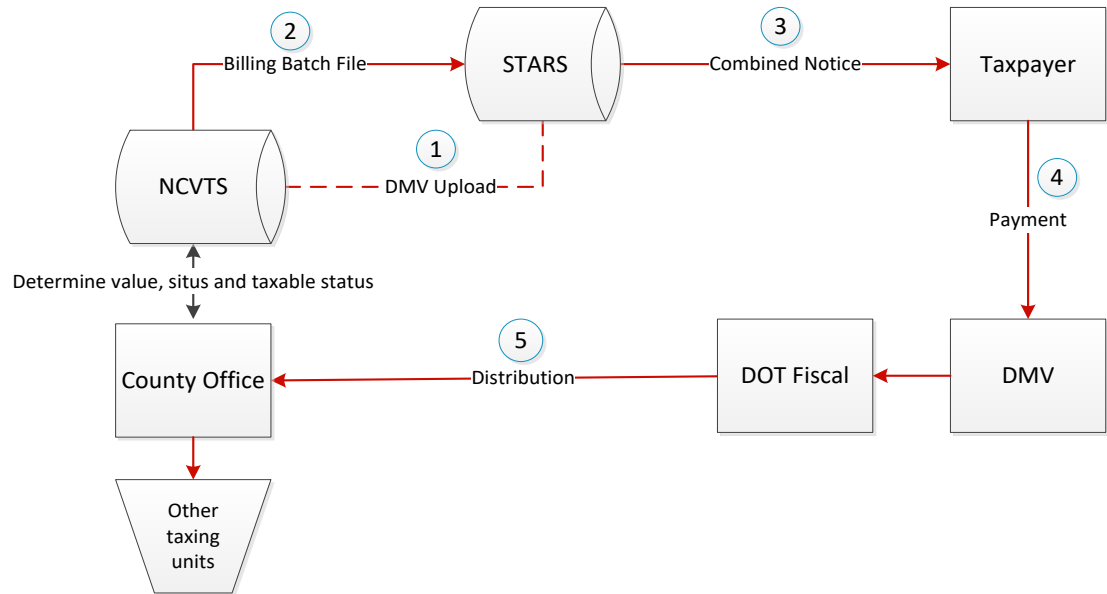 2
Billing Batch File
STARS
3
Combined Notice
Taxpayer
1
DMV Upload
NCVTS
4
Payment
Determine value, situs and taxable status
County Office
5
Distribution
DOT Fiscal
DMV
Other
taxing
units